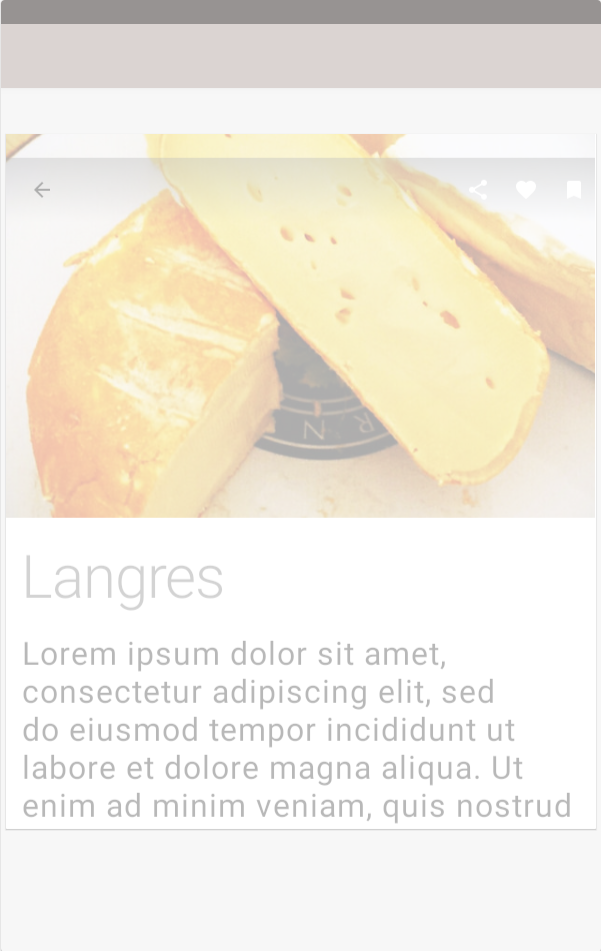 Langres
Lorem ipsum dolor sit amet,
consectetur adipiscing elit, sed
do eiusmod tempor incididunt ut
labore et dolore magna aliqua. Ut
enim ad minim veniam, quis nostrud